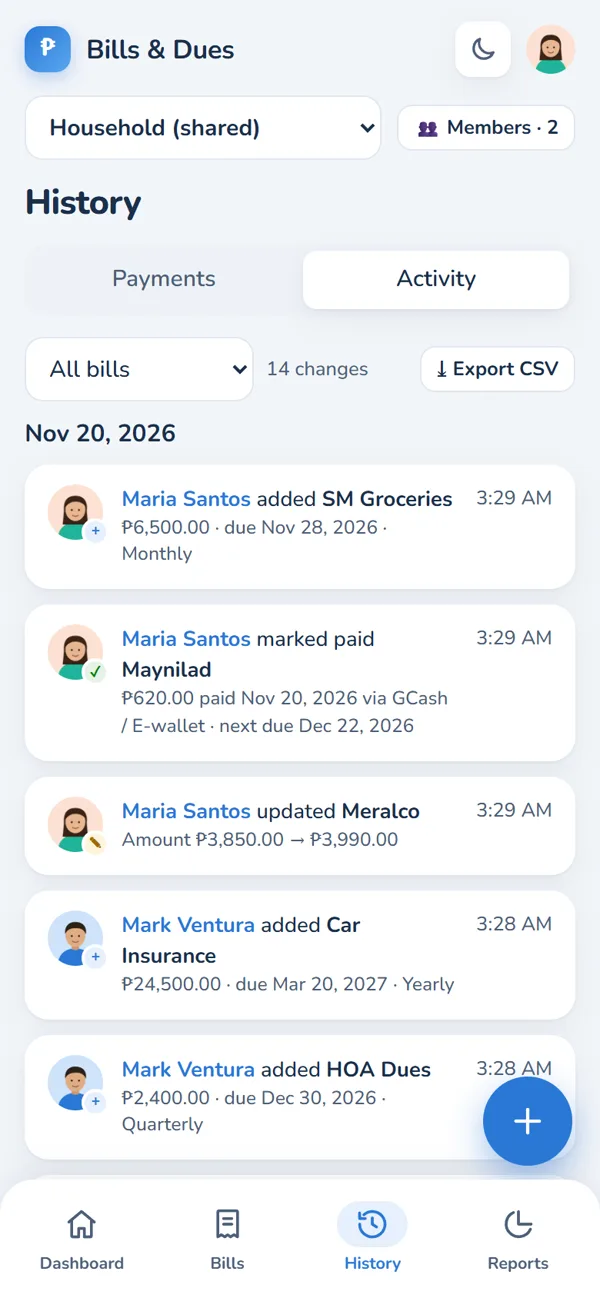 ₱ Bills & Dues
Household (shared)
Members · 2
History
Payments
Activity
All bills
14 changes
⤓ Export CSV
Nov 20, 2026
Maria Santos added SM Groceries
3:29 AM
₱6,500.00 · due Nov 28, 2026 ·
Monthly
Maria Santos marked paid
3:29 AM
Maynilad
₱620.00 paid Nov 20, 2026 via GCash
/ E-wallet · next due Dec 22, 2026
Maria Santos updated Meralco
3:29 AM
Amount ₱3,850.00 → ₱3,990.00
Mark Ventura added Car
3:28 AM
Insurance
₱24,500.00 · due Mar 20, 2027 · Yearly
Mark Ventura added HOA Dues
3:28 AM
₱2,400.00 · due Dec 30, 2026 ·
Quarterly
Dashboard
Bills
History
Reports